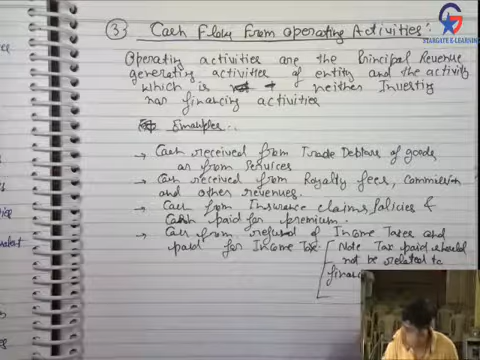 STARGATE E-LEARNING
③ Cash Flow From operating Activities:
Operating activities are the Principal Revenue
generating activities of entity and the activity
which is neither Investing
nor financing activities
Examples..
→ Cash received from Trade Debtors of goods,
or from services
→ Cash received from Royalty fees, Commission
and other revenues.
→ Cash from Insurance claims, Policies &
Cash paid for premium.
→ Cash from refund of Income Taxes and
paid for Income Tax. [Note Tax paid should
not be related to